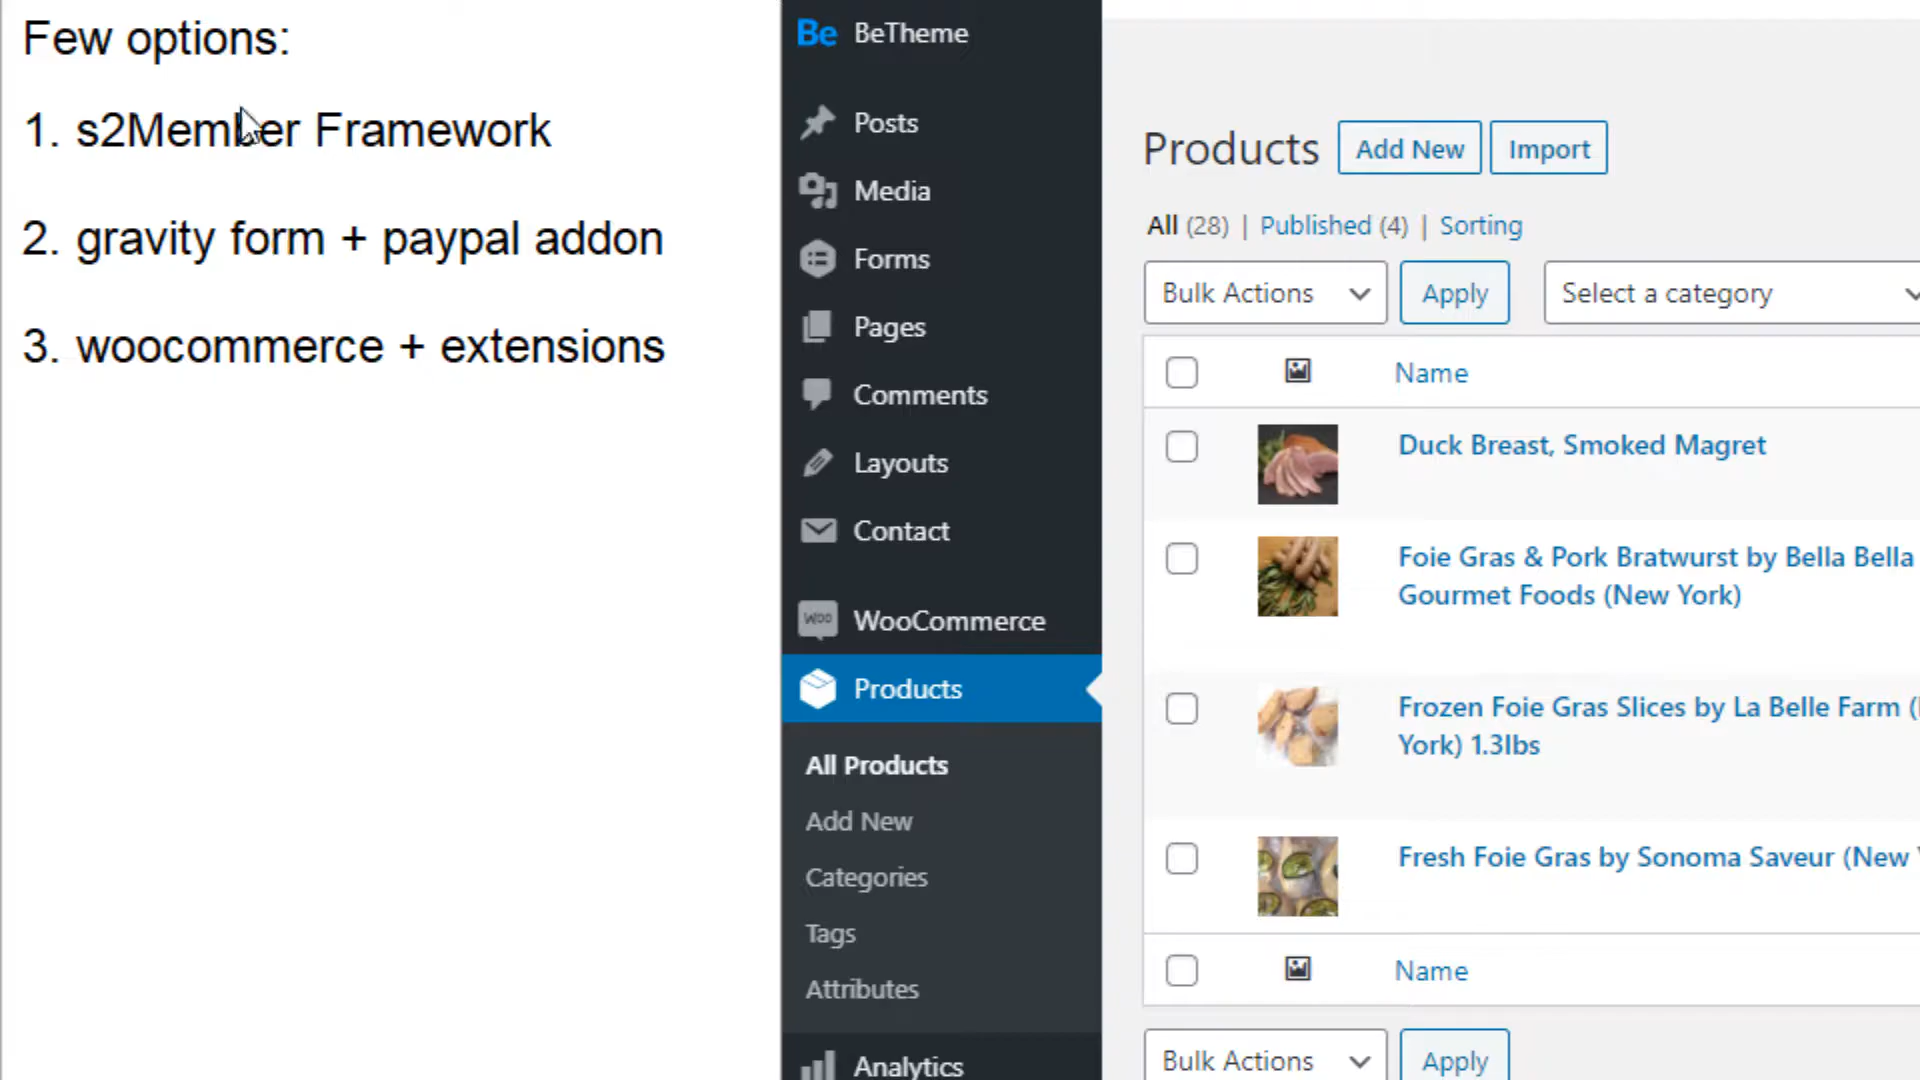 Few options:
1. s2Member Framework
2. gravity form + paypal addon
3. woocommerce + extensions
Be BeTheme
Posts
Media
Forms
Pages
Comments
Layouts
Contact
Woo WooCommerce
Products
All Products
Add New
Categories
Tags
Attributes
Analytics
Products Add New Import
All (28) | Published (4) | Sorting
Bulk Actions Apply Select a category
Name
Duck Breast, Smoked Magret
Foie Gras & Pork Bratwurst by Bella Bella
Gourmet Foods (New York)
Frozen Foie Gras Slices by La Belle Farm (
York) 1.3lbs
Fresh Foie Gras by Sonoma Saveur (New
Name
Bulk Actions Apply